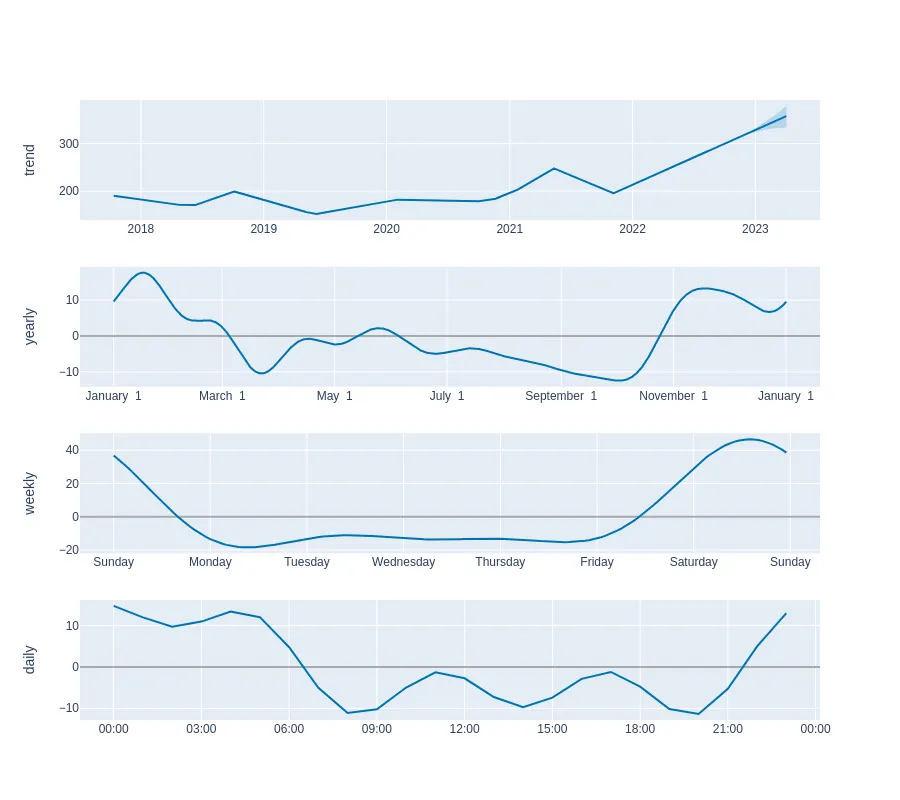 trend
300
200
2018 2019 2020 2021 2022 2023
yearly
10
0
−10
January 1 March 1 May 1 July 1 September 1 November 1 January 1
weekly
40
20
0
−20
Sunday Monday Tuesday Wednesday Thursday Friday Saturday Sunday
daily
10
0
−10
00:00 03:00 06:00 09:00 12:00 15:00 18:00 21:00 00:00